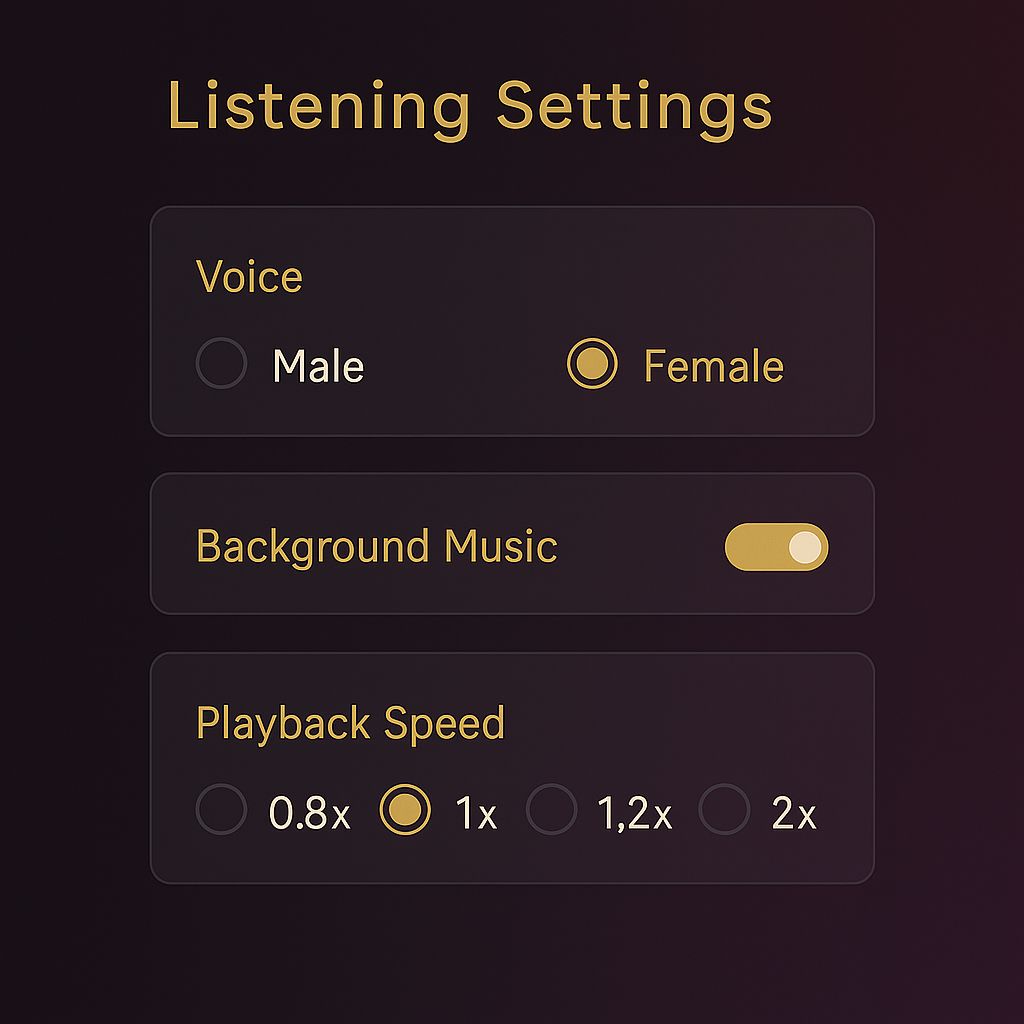 Listening Settings
Voice
Male Female
Background Music
Playback Speed
0.8x 1x 1,2x 2x